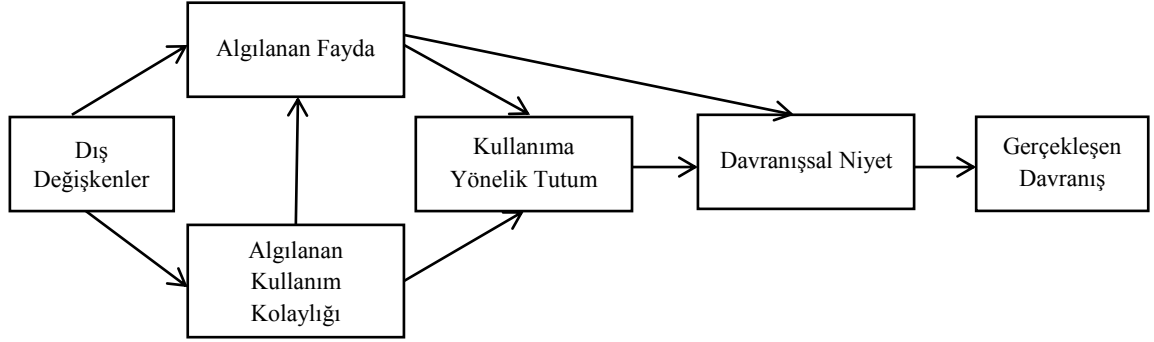 Algılanan Fayda
Dış
Değişkenler
Kullanıma
Yönelik Tutum
Davranışsal Niyet
Gerçekleşen
Davranış
Algılanan
Kullanım
Kolaylığı